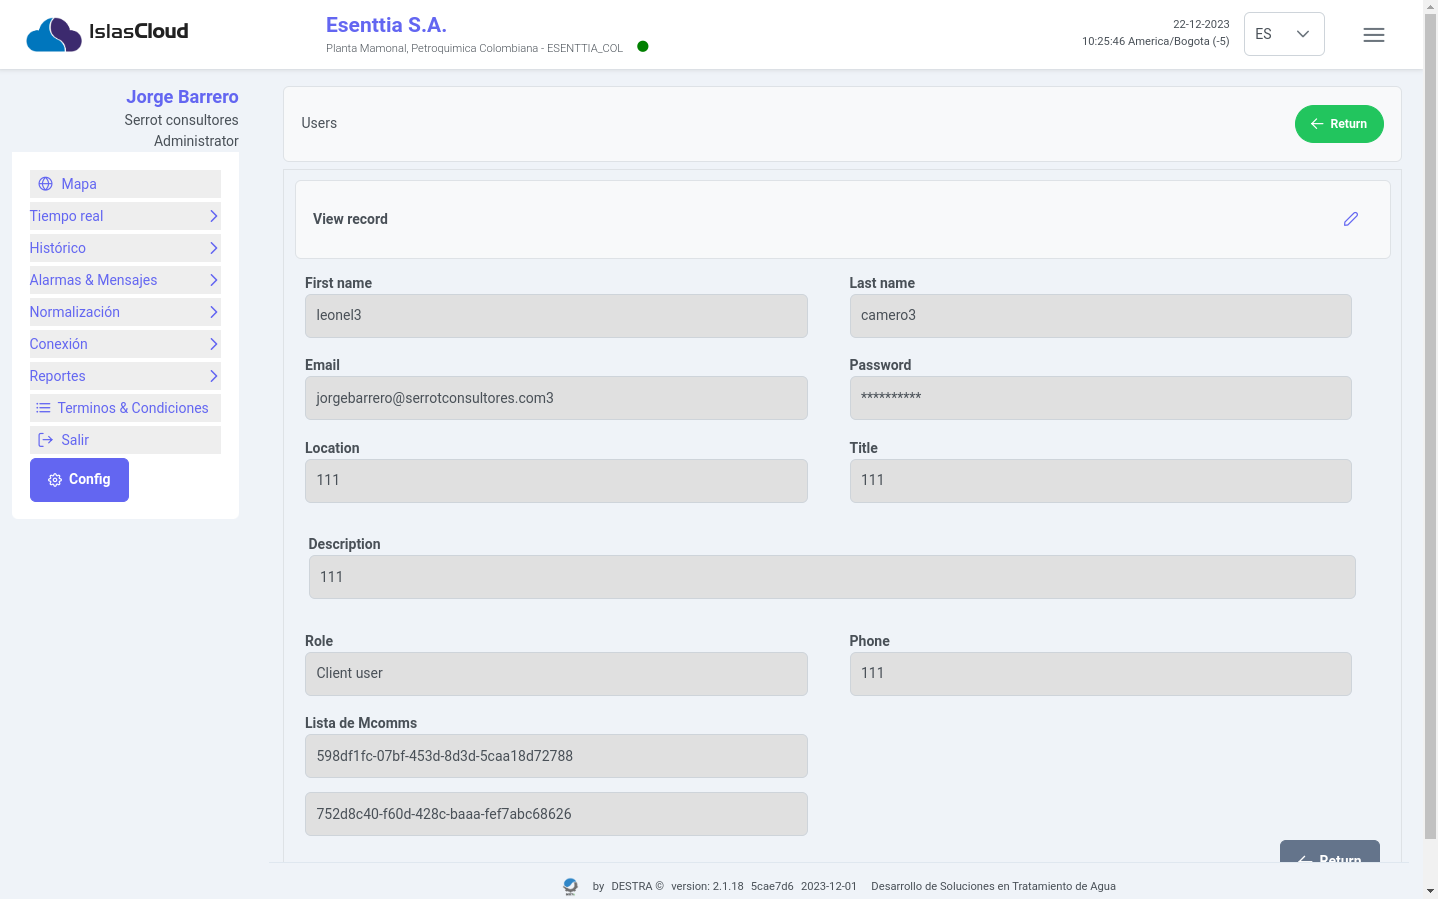 IslasCloud
Esenttia S.A.
Planta Mamonal, Petroquimica Colombiana - ESENTTIA_COL
22-12-2023
10:25:46 America/Bogota (-5)
ES
Jorge Barrero
Serrot consultores
Administrator
Mapa
Tiempo real
Histórico
Alarmas & Mensajes
Normalización
Conexión
Reportes
Terminos & Condiciones
Salir
Config
Users
Return
View record
First name
Last name
leonel3
camero3
Email
Password
jorgebarrero@serrotconsultores.com3
**********
Location
Title
111
111
Description
111
Role
Phone
Client user
111
Lista de Mcomms
598df1fc-07bf-453d-8d3d-5caa18d72788
752d8c40-f60d-428c-baaa-fef7abc68626
Return
by DESTRA © version: 2.1.18 5cae7d6 2023-12-01 Desarrollo de Soluciones en Tratamiento de Agua